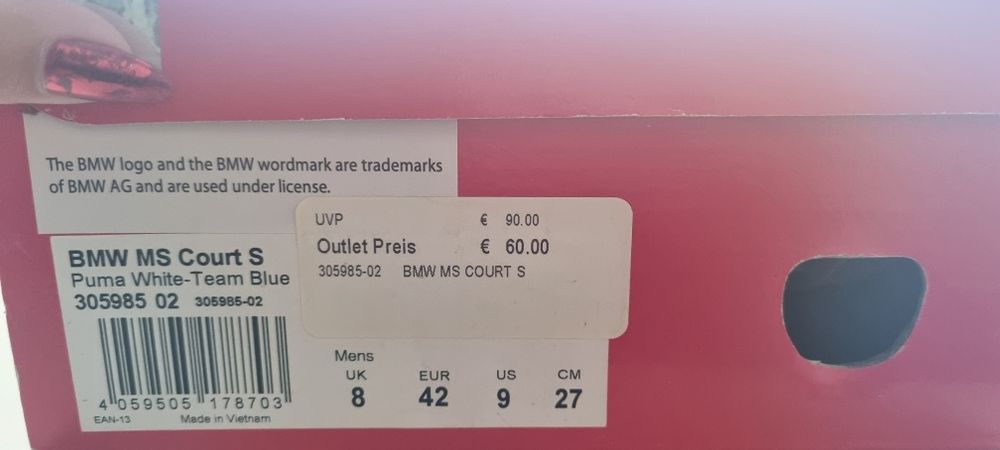 The BMW logo and the BMW wordmark are trademarks
of BMW AG and are used under license.
UVP € 90.00
Outlet Preis € 60.00
305985-02 BMW MS COURT S
BMW MS Court S
Puma White-Team Blue
305985 02 305985-02
4 059505 178703
EAN-13 Made in Vietnam
Mens
UK EUR US CM
8 42 9 27